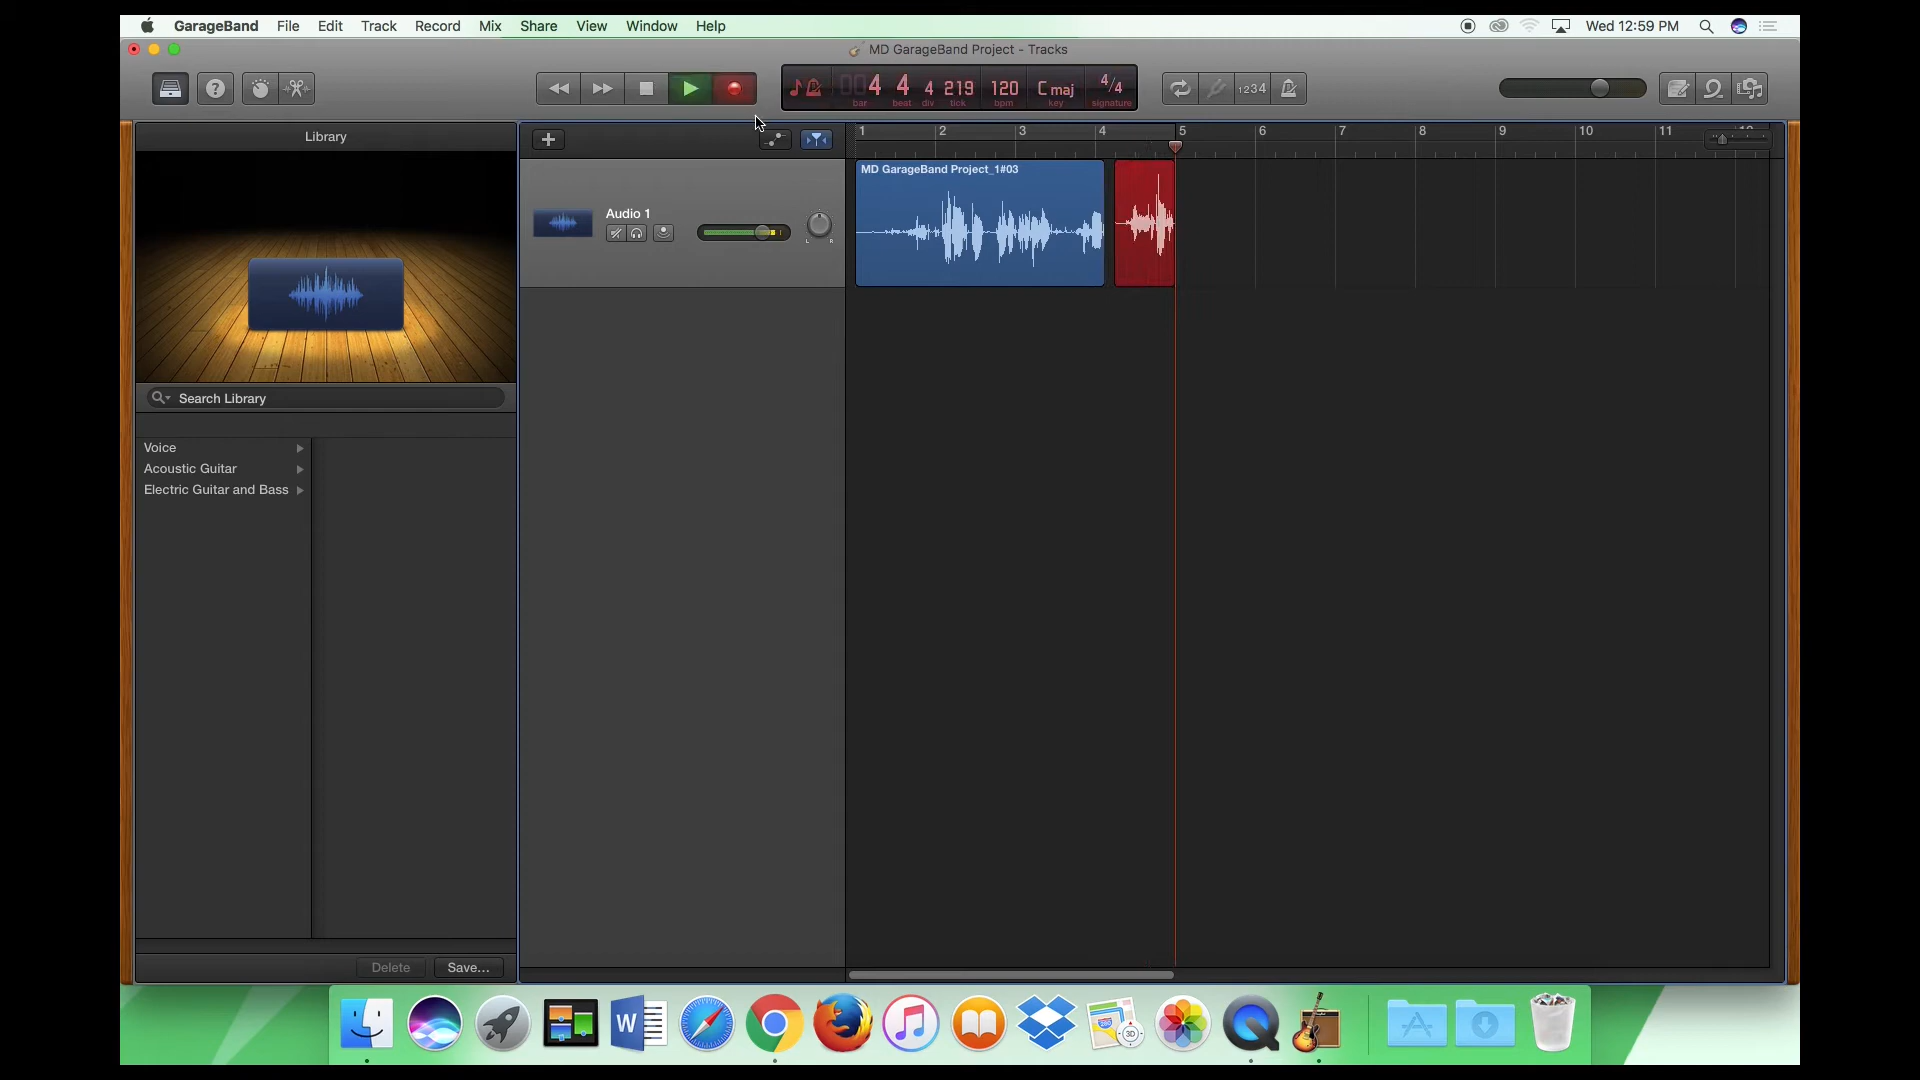 GarageBand File Edit Track Record Mix Share View Window Help Wed 12:59 PM
MD GarageBand Project - Tracks
004 4 4 219 120 C maj 4/4
bar beat div tick bpm key signature
1234
Library
1 2 3 4 5 6 7 8 9 10 11
MD GarageBand Project_1#03
Audio 1
L R
Search Library
Voice
Acoustic Guitar
Electric Guitar and Bass
Delete Save...
W
3D